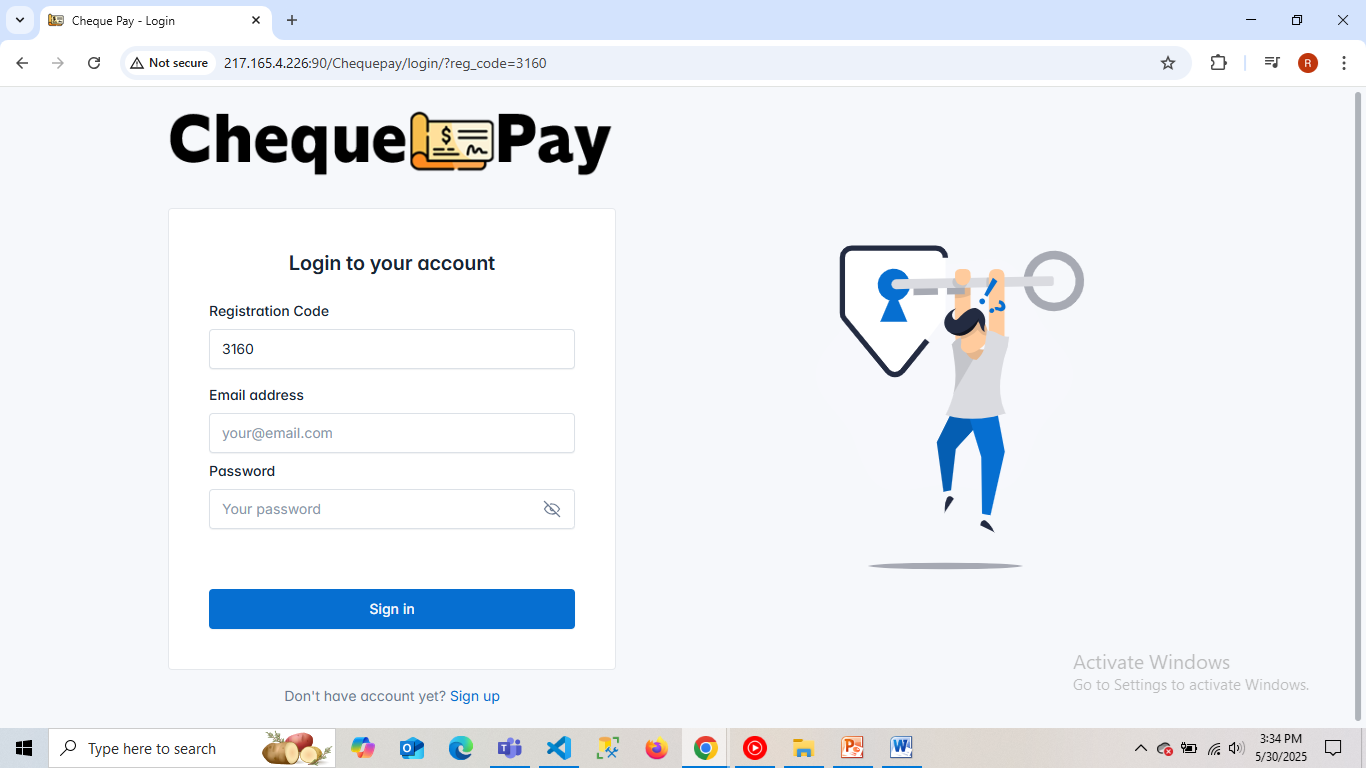 Cheque Pay - Login
Not secure
217.165.4.226:90/Chequepay/login/?reg_code=3160
R
Cheque $ Pay
Login to your account
Registration Code
3160
Email address
your@email.com
Password
Your password
Sign in
Don't have account yet? Sign up
Activate Windows
Go to Settings to activate Windows.
Type here to search
3:34 PM
5/30/2025